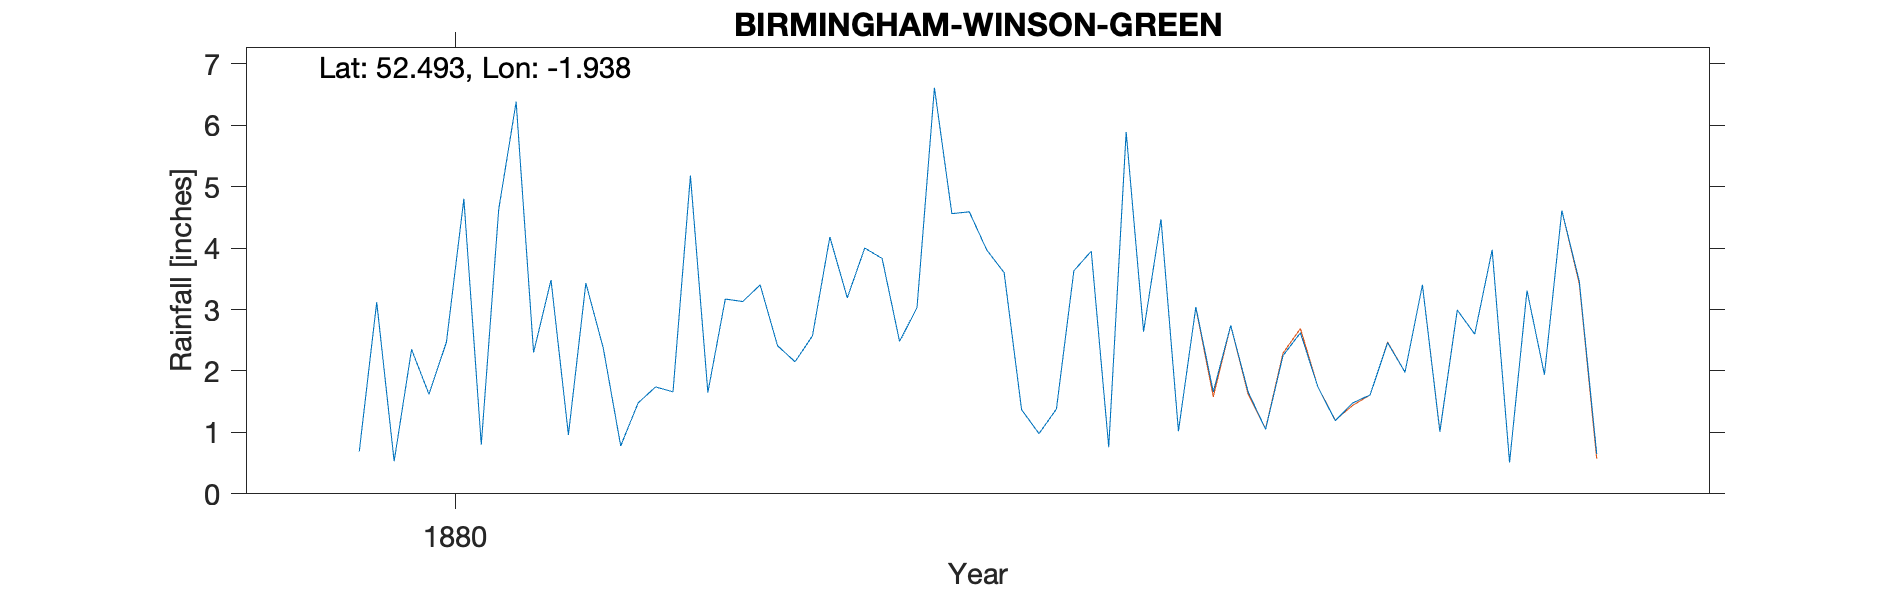 BIRMINGHAM-WINSON-GREEN
Lat: 52.493, Lon: -1.938
7
6
5
4
3
2
1
0
Rainfall [inches]
1880
Year